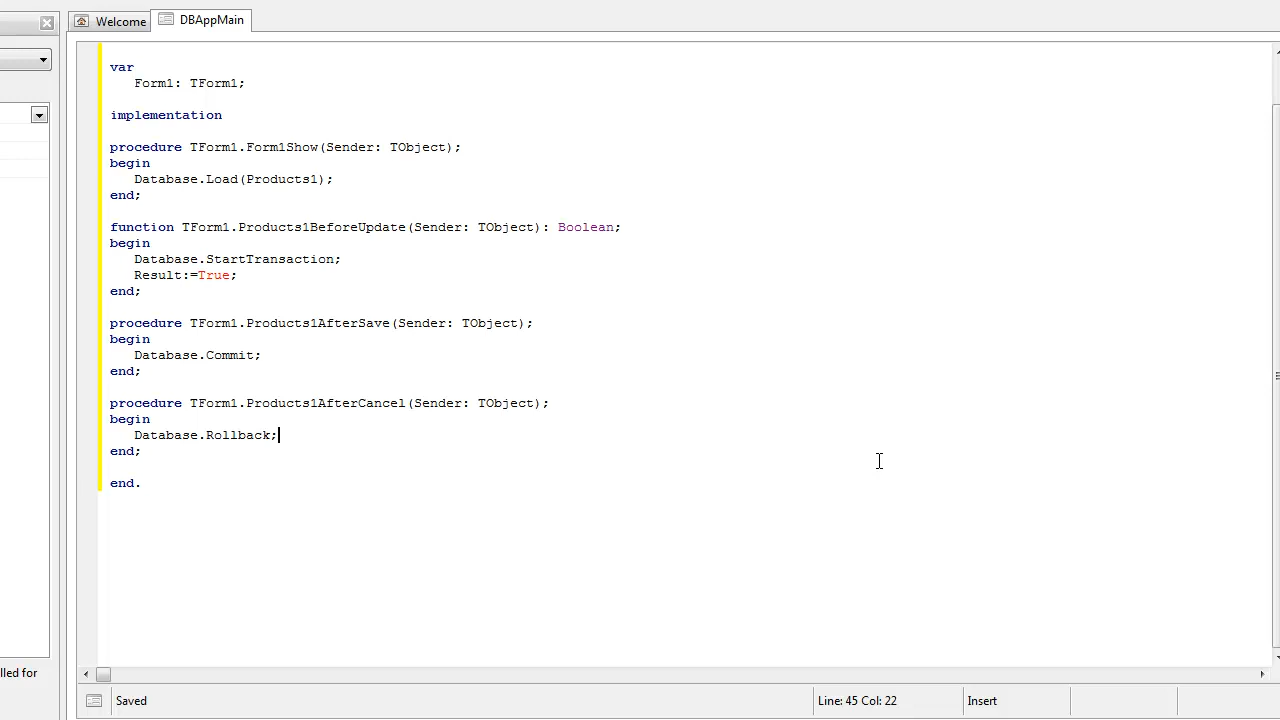 Welcome
DBAppMain
var
Form1: TForm1;
implementation
procedure TForm1.Form1Show(Sender: TObject);
begin
Database.Load(Products1);
end;
function TForm1.Products1BeforeUpdate(Sender: TObject): Boolean;
begin
Database.StartTransaction;
Result:=True;
end;
procedure TForm1.Products1AfterSave(Sender: TObject);
begin
Database.Commit;
end;
procedure TForm1.Products1AfterCancel(Sender: TObject);
begin
Database.Rollback;
end;
end.
lled for
Saved
Line: 45 Col: 22
Insert